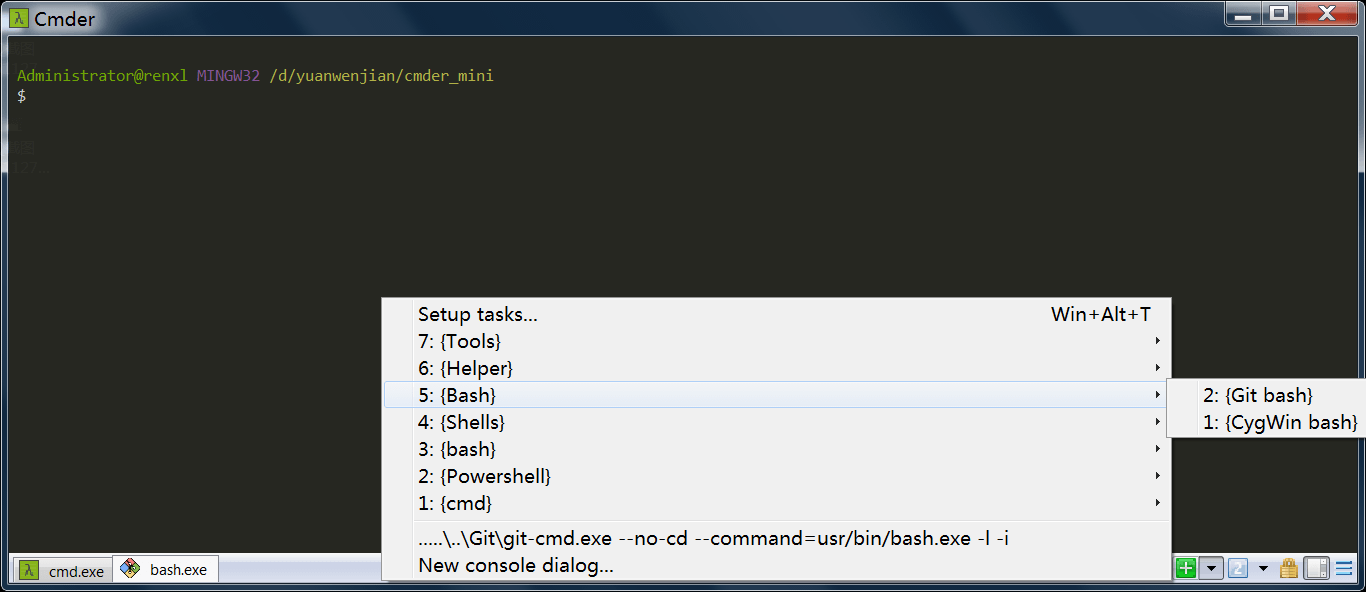 Cmder
Administrator@renxl MINGW32 /d/yuanwenjian/cmder_mini
$
Setup tasks... Win+Alt+T
7: {Tools}
6: {Helper}
5: {Bash}
4: {Shells}
3: {bash}
2: {Powershell}
1: {cmd}
.....\..\Git\git-cmd.exe --no-cd --command=usr/bin/bash.exe -l -i
New console dialog...
2: {Git bash}
1: {CygWin bash}
cmd.exe
bash.exe
2